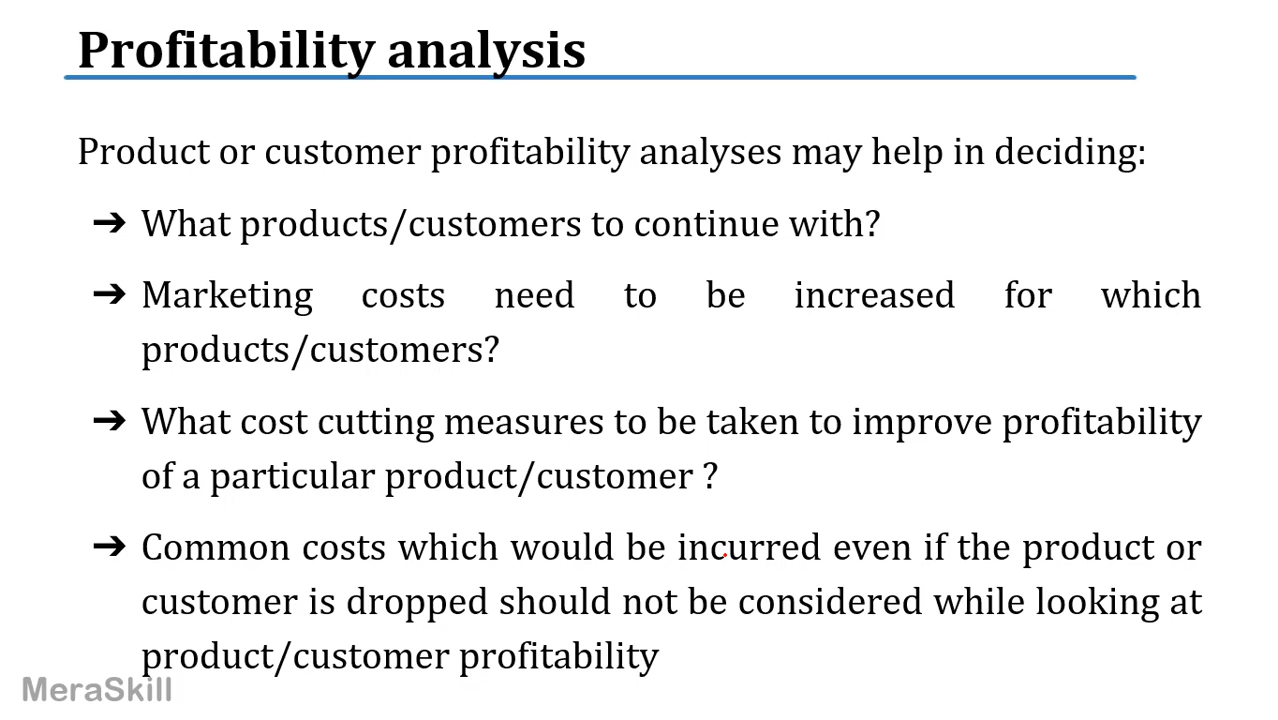 Profitability analysis
Product or customer profitability analyses may help in deciding:
➔ What products/customers to continue with?
➔ Marketing costs need to be increased for which
products/customers?
➔ What cost cutting measures to be taken to improve profitability
of a particular product/customer ?
➔ Common costs which would be incurred even if the product or
customer is dropped should not be considered while looking at
product/customer profitability
MeraSkill